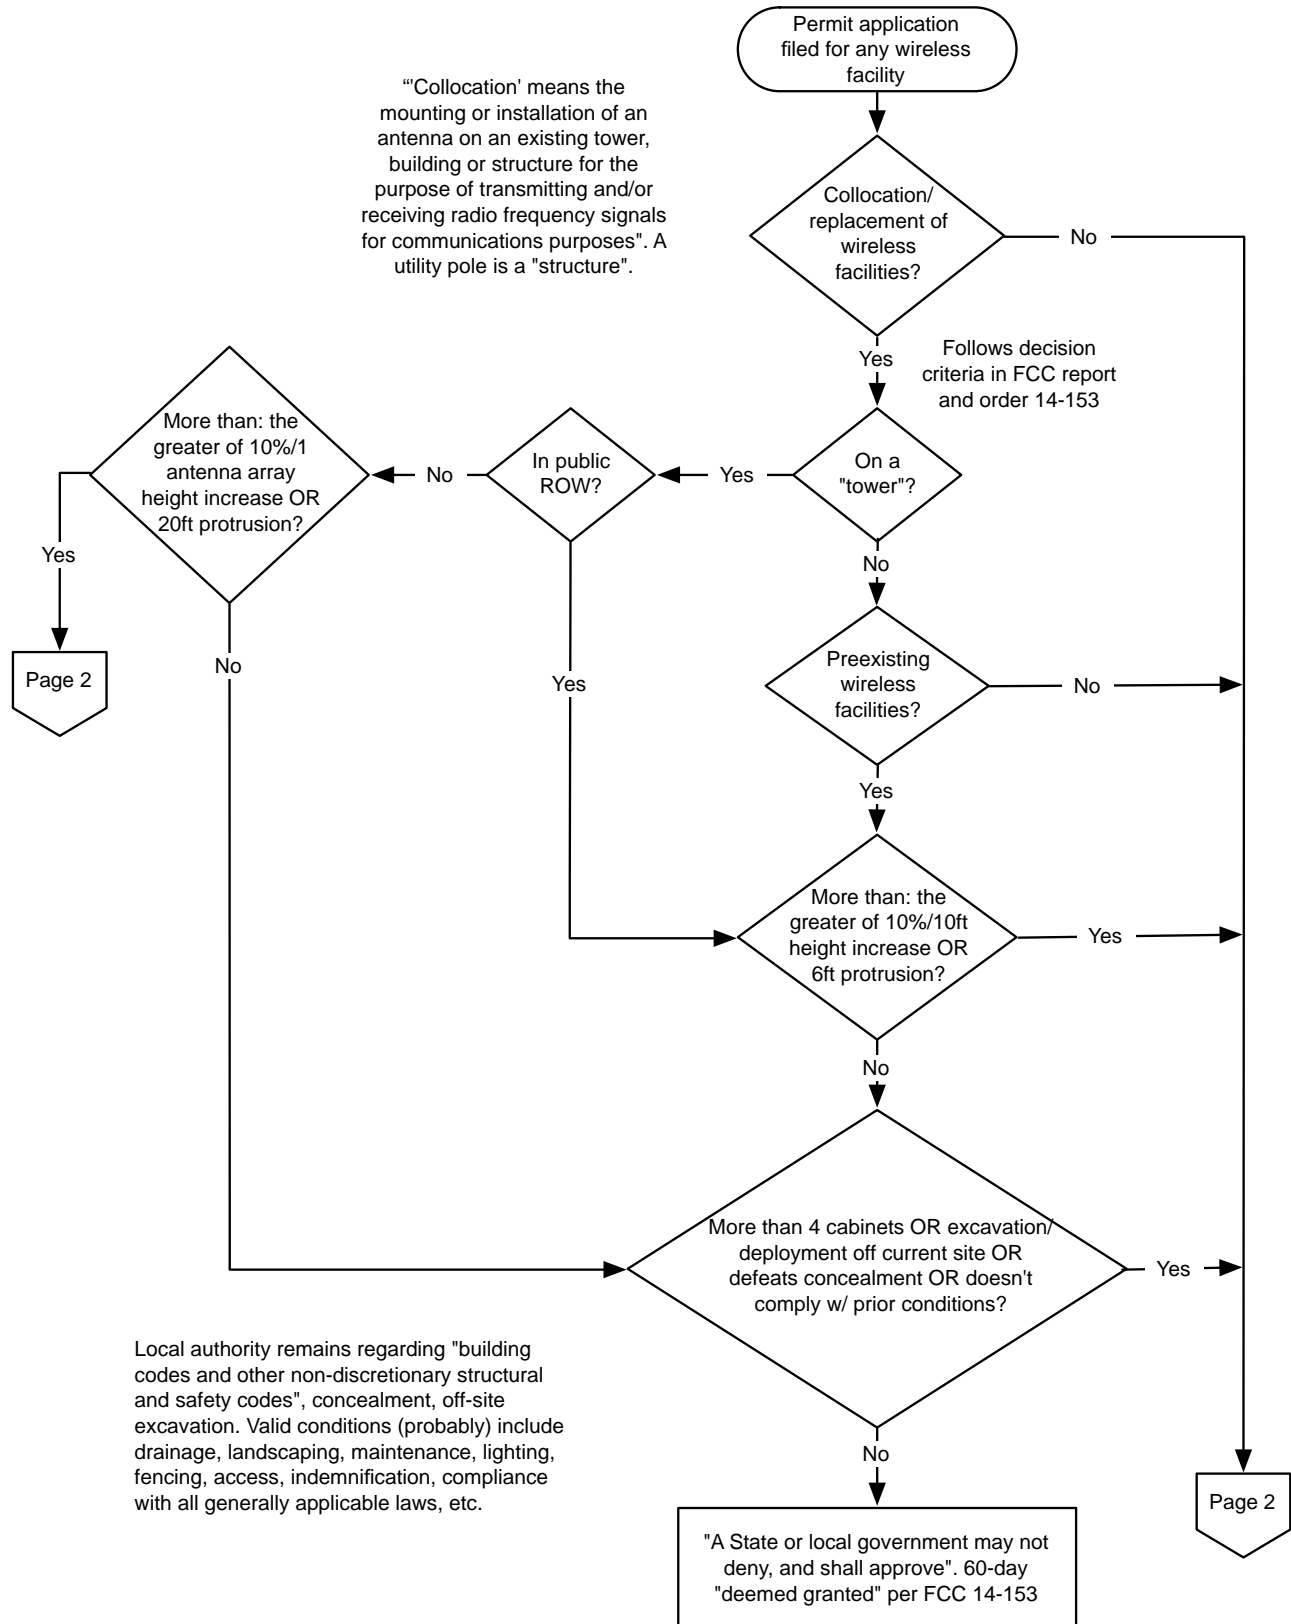 Permit application
filed for any wireless
facility
“'Collocation' means the
mounting or installation of an
antenna on an existing tower,
building or structure for the
purpose of transmitting and/or
receiving radio frequency signals
for communications purposes". A
utility pole is a "structure".
Collocation/
replacement of
wireless
facilities?
No
Yes
Follows decision
criteria in FCC report
and order 14-153
More than: the
greater of 10%/1
antenna array
height increase OR
20ft protrusion?
No
In public
ROW?
Yes
On a
"tower"?
Yes
No
Page 2
No
Yes
Preexisting
wireless
facilities?
No
Yes
More than: the
greater of 10%/10ft
height increase OR
6ft protrusion?
Yes
No
More than 4 cabinets OR excavation/
deployment off current site OR
defeats concealment OR doesn't
comply w/ prior conditions?
Yes
Local authority remains regarding "building
codes and other non-discretionary structural
and safety codes", concealment, off-site
excavation. Valid conditions (probably) include
drainage, landscaping, maintenance, lighting,
fencing, access, indemnification, compliance
with all generally applicable laws, etc.
No
Page 2
"A State or local government may not
deny, and shall approve". 60-day
"deemed granted" per FCC 14-153